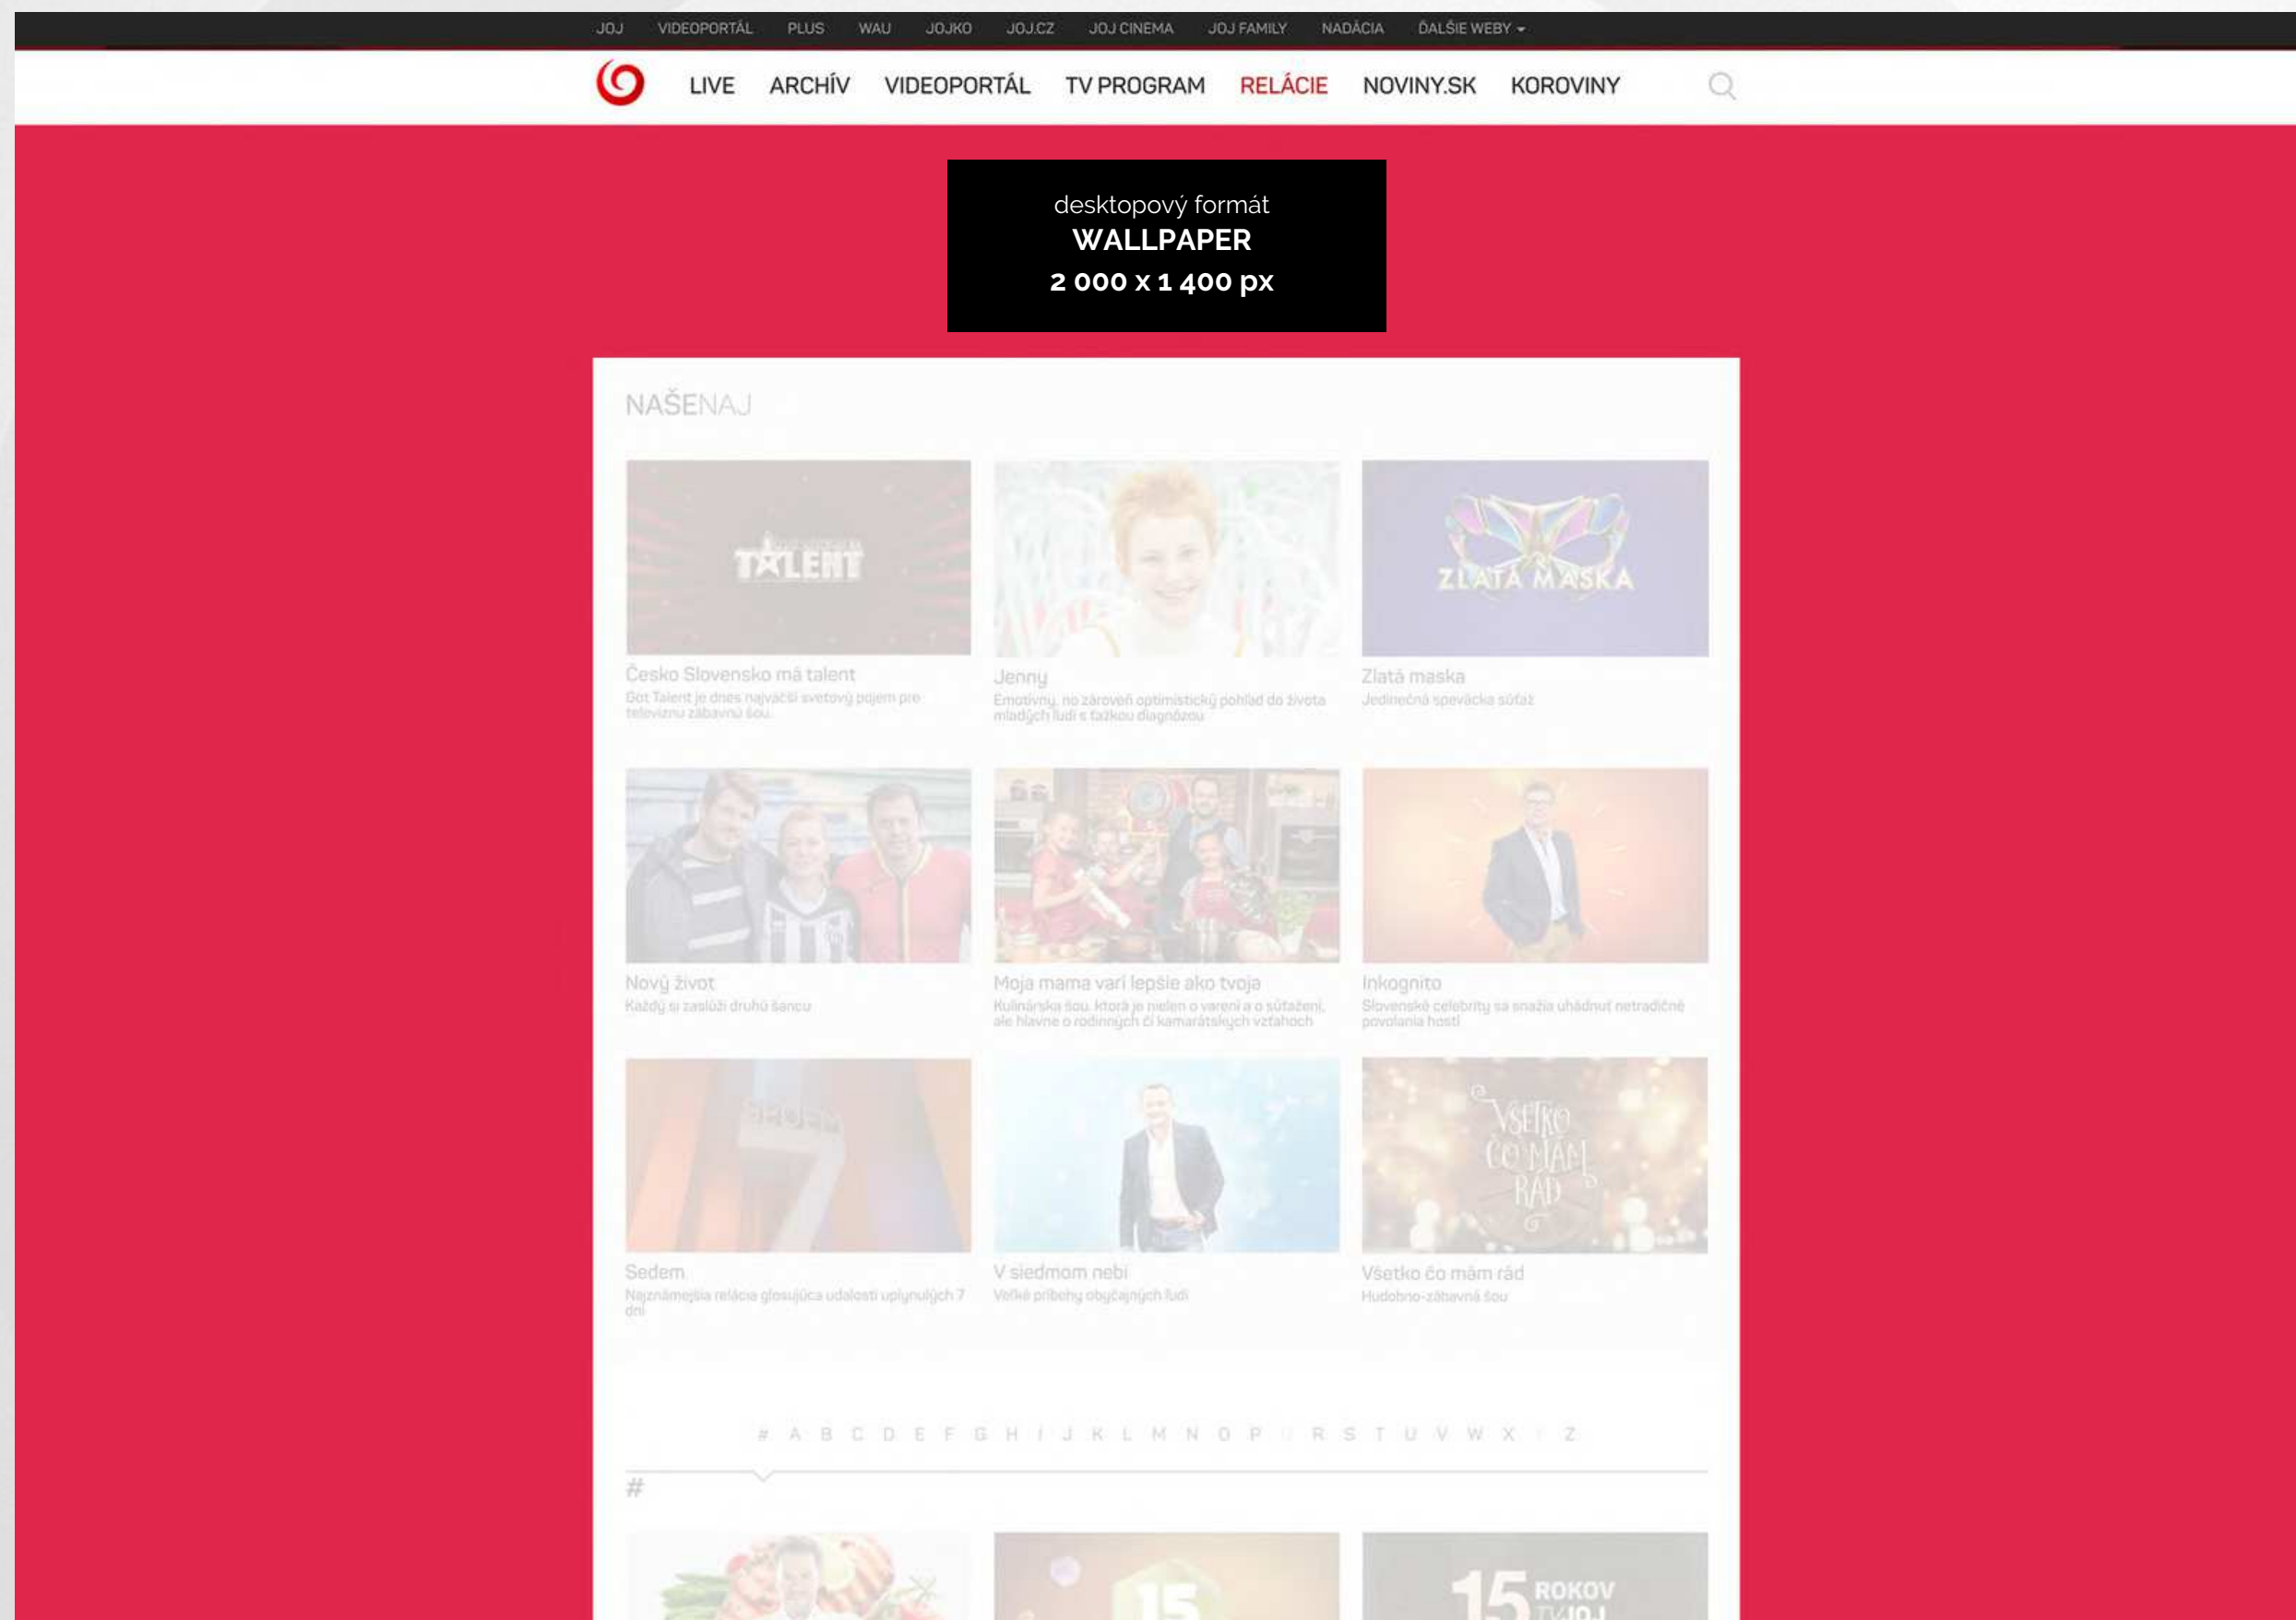 JOJ VIDEOPORTÁL PLUS WAU JOJKO JOJ.CZ JOJ CINEMA JOJ FAMILY NADÁCIA ĎALŠIE WEBY
LIVE ARCHÍV VIDEOPORTÁL TV PROGRAM RELÁCIE NOVINY.SK KOROVINY
desktopový formát
WALLPAPER
2 000 x 1 400 px
NAŠENAJ
TALENT
ZLATÁ MASKA
Česko Slovensko má talent
Got Talent je dnes najväčší svetový pojem pre
televíznu zábavnú šou.
Jenny
Emotívny, no zároveň optimistický pohľad do života
mladých ľudí s ťažkou diagnózou
Zlatá maska
Jedinečná spevácka súťaž
Nový život
Každý si zaslúži druhú šancu
Moja mama varí lepšie ako tvoja
Kulinárska šou, ktorá je nielen o varení a o súťažení,
ale hlavne o rodinných či kamarátskych vzťahoch
Inkognito
Slovenské celebrity sa snažia uhádnuť netradičné
povolania hostí
SEDEM
7
VŠETKO
ČO MÁM
RÁD
Sedem
Najznámejšia relácia glosujúca udalosti uplynulých 7
dní
V siedmom nebi
Veľké príbehy obyčajných ľudí
Všetko čo mám rád
Hudobno-zábavná šou
# A B C D E F G H I J K L M N O P Q R S T U V W X Z
#
15
15 ROKOV
TV JOJ